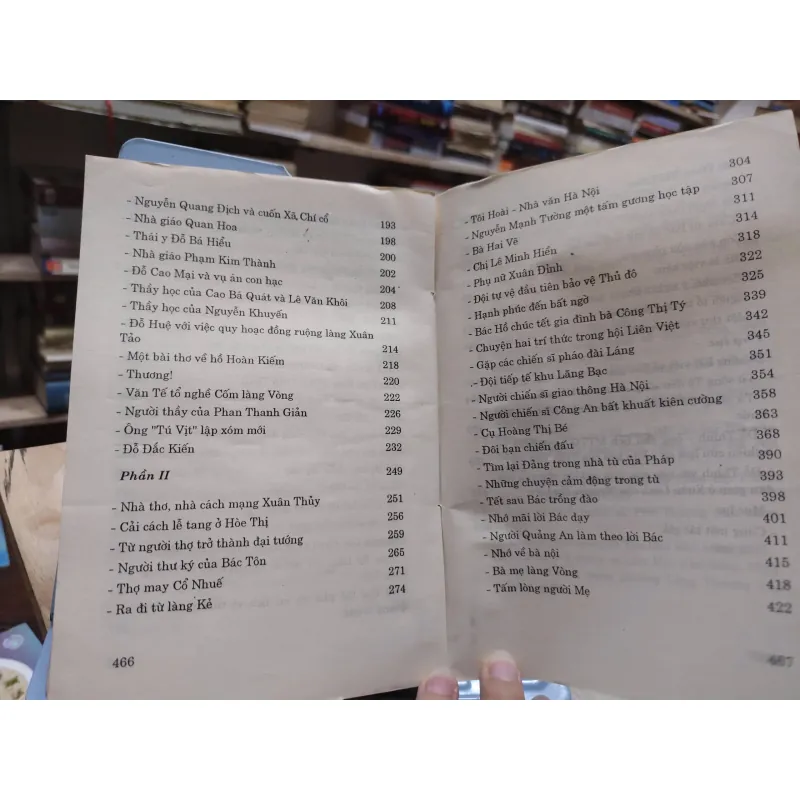 - Nguyễn Quang Địch và cuốn Xã Chí cổ 193
- Nhà giáo Quan Hoa 198
- Thái y Đỗ Bá Hiểu 200
- Nhà giáo Phạm Kim Thành 202
- Đỗ Cao Mại và vụ án con hạc 204
- Thầy học của Cao Bá Quát và Lê Văn Khôi 208
- Thầy học của Nguyễn Khuyến 211
- Đỗ Huệ với việc quy hoạc đồng ruộng làng Xuân
Tảo 214
- Một bài thơ về hồ Hoàn Kiếm 218
- Thương! 220
- Văn Tế tổ nghề Cốm làng Vòng 222
- Người thầy của Phan Thanh Giản 226
- Ông "Tú Vịt" lập xóm mới 229
- Đỗ Đắc Kiến 232
Phần II 249
- Nhà thơ, nhà cách mạng Xuân Thủy 251
- Cải cách lễ tang ở Hòe Thị 256
- Từ người thợ trở thành đại tướng 259
- Người thư ký của Bác Tôn 265
- Thợ may Cổ Nhuế 271
- Ra đi từ làng Kẻ 274
466
- Tôi Hoài - Nhà văn Hà Nội 304
- Nguyễn Mạnh Tường một tấm gương học tập 307
- Bà Hai Vẽ 311
- Chị Lê Minh Hiền 314
- Phụ nữ Xuân Đỉnh 318
- Đội tự vệ đầu tiên bảo vệ Thủ đô 322
- Hạnh phúc đến bất ngờ 325
- Bác Hồ chúc tết gia đình bà Công Thị Tý 339
- Chuyện hai trí thức trong hội Liên Việt 342
- Gặp các chiến sĩ pháo đài Láng 345
- Đội tiếp tế khu Lãng Bạc 351
- Người chiến sĩ giao thông Hà Nội 354
- Người chiến sĩ Công An bất khuất kiên cường 358
- Cụ Hoàng Thị Bé 363
- Đôi bạn chiến đấu 368
- Tìm lại Đảng trong nhà tù của Pháp 390
- Những chuyện cảm động trong tù 393
- Tết sau Bác trồng đào 398
- Nhớ mãi lời Bác dạy 401
- Người Quảng An làm theo lời Bác 411
- Nhớ về bà nội 415
- Bà mẹ làng Vòng 418
- Tấm lòng người Mẹ 422
467